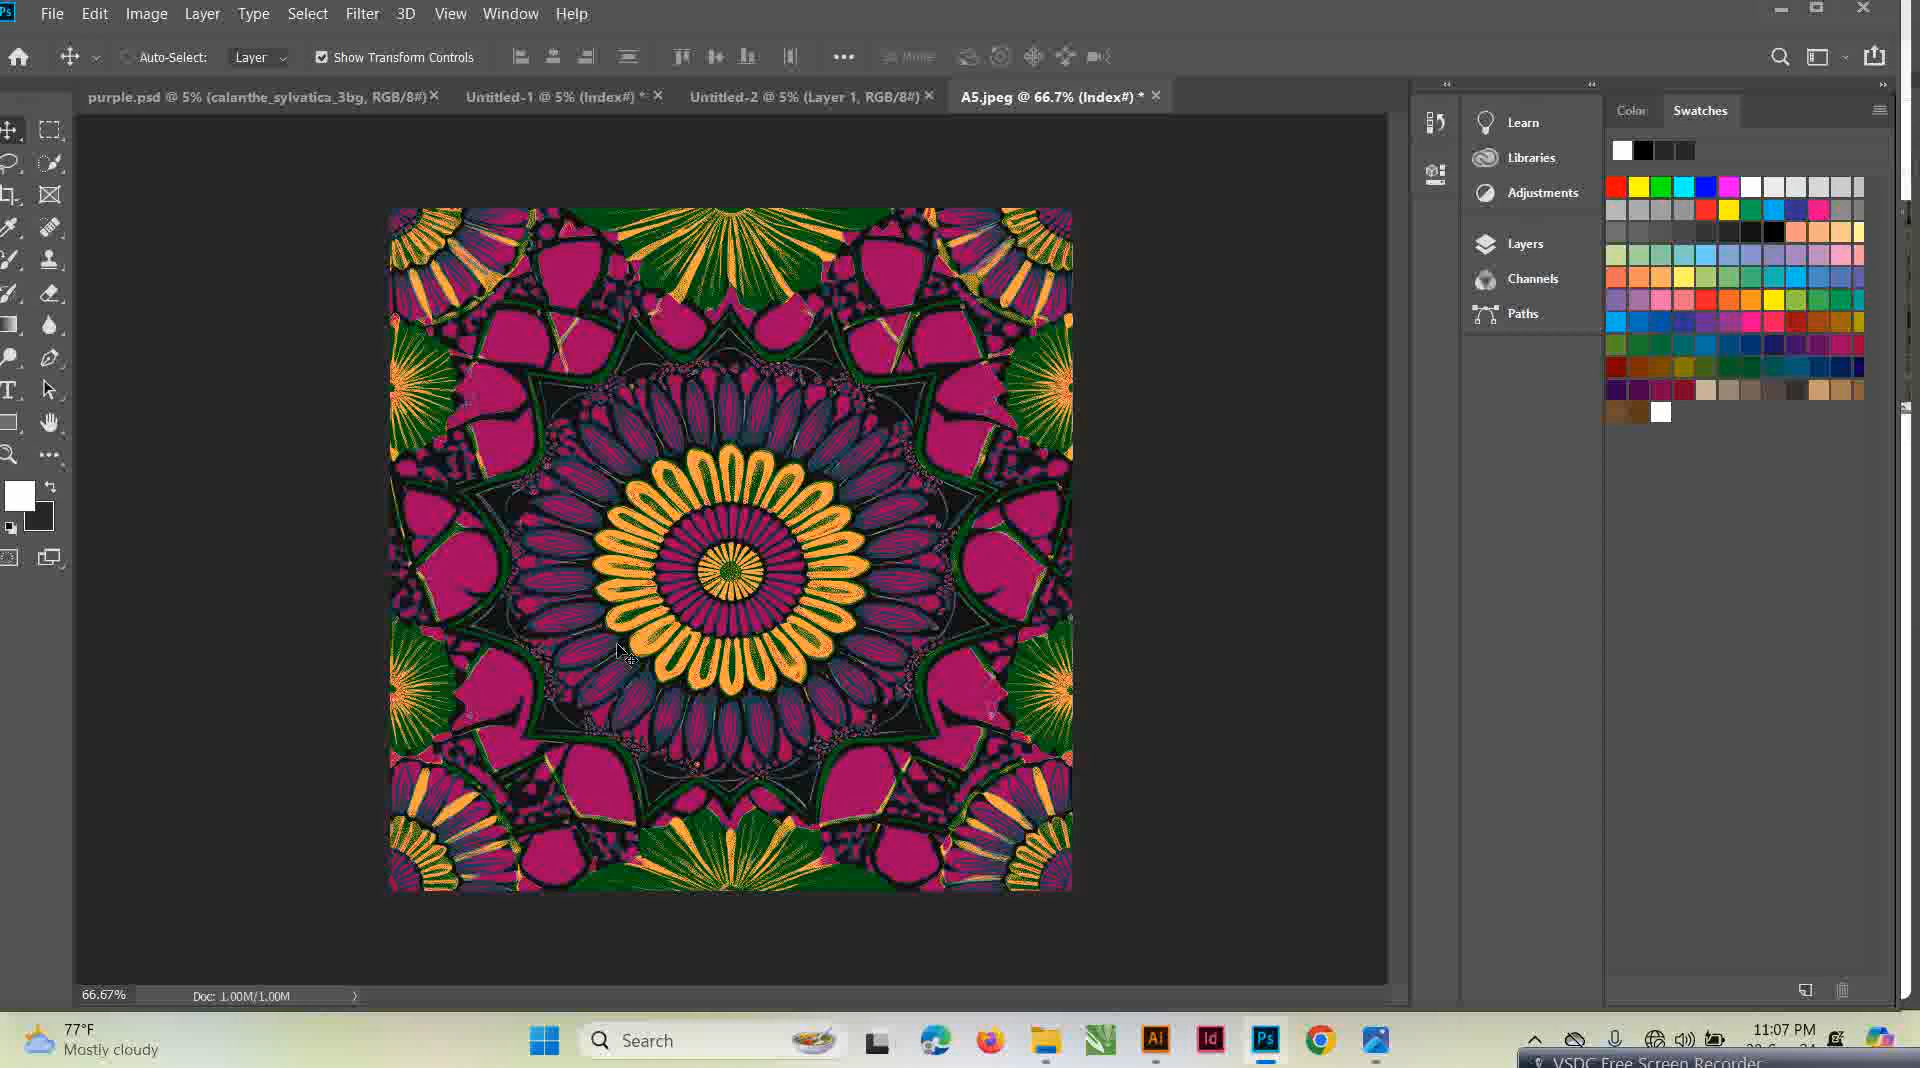 Ps File Edit Image Layer Type Select Filter 3D View Window Help
Auto-Select: Layer Show Transform Controls
purple.psd @ 5% (calanthe_sylvatica_3bg, RGB/8#) × Untitled-1 @ 5% (Index#) * × Untitled-2 @ 5% (Layer 1, RGB/8#) × A5.jpeg @ 66.7% (Index#) * ×
Color Swatches
Learn
Libraries
Adjustments
Layers
Channels
Paths
66.67% Doc: 1.00M/1.00M
77°F
Mostly cloudy
Search
Ai Id Ps
11:07 PM
VSDC Free Screen Recorder